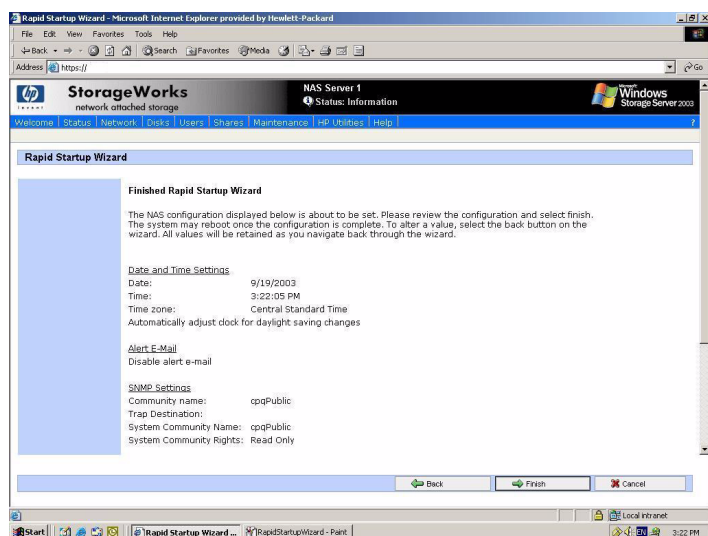 Rapid Startup Wizard - Microsoft Internet Explorer provided by Hewlett-Packard
File Edit View Favorites Tools Help
Back Search Favorites Media
Address https:// Go
hp
invent
StorageWorks
network attached storage
NAS Server 1
Status: Information
Microsoft
Windows
Storage Server 2003
Welcome | Status | Network | Disks | Users | Shares | Maintenance | HP Utilities | Help | ?
Rapid Startup Wizard
Finished Rapid Startup Wizard
The NAS configuration displayed below is about to be set. Please review the configuration and select finish.
The system may reboot once the configuration is complete. To alter a value, select the back button on the
wizard. All values will be retained as you navigate back through the wizard.
Date and Time Settings
Date: 9/19/2003
Time: 3:22:05 PM
Time zone: Central Standard Time
Automatically adjust clock for daylight saving changes
Alert E-Mail
Disable alert e-mail
SNMP Settings
Community name: cpqPublic
Trap Destination:
System Community Name: cpqPublic
System Community Rights: Read Only
Back Finish Cancel
Local intranet
Start Rapid Startup Wizard ... RapidStartupWizard - Paint EN 3:22 PM